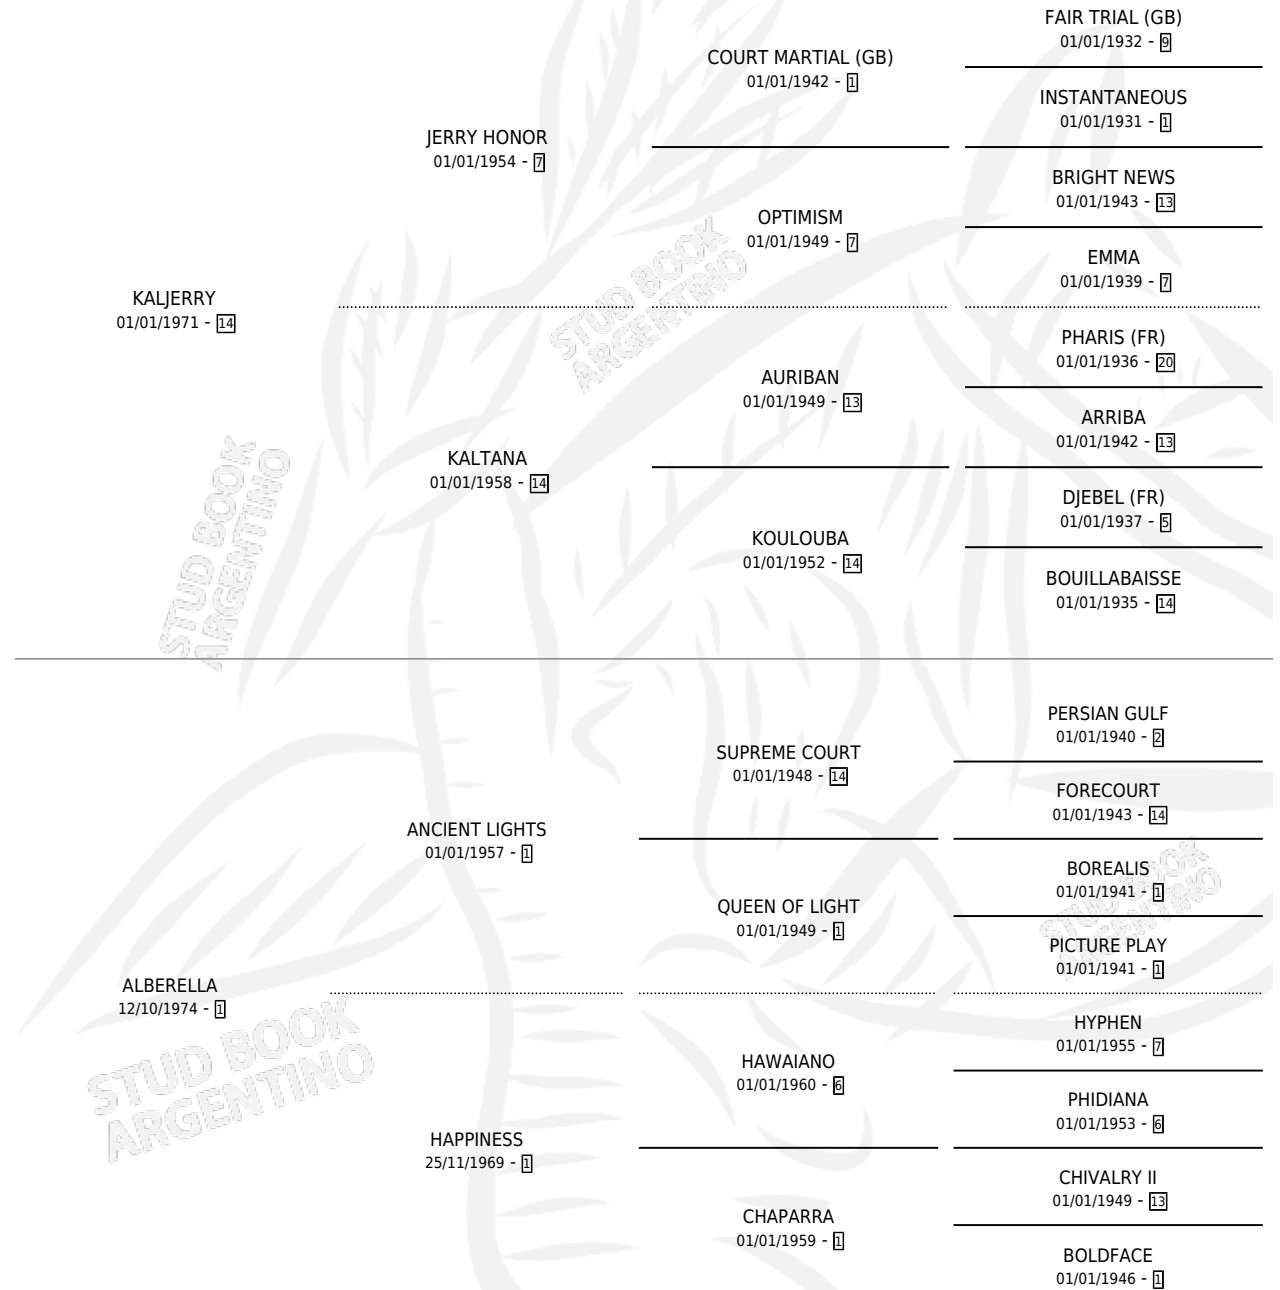 FAIR TRIAL (GB)
01/01/1932 - 9
COURT MARTIAL (GB)
01/01/1942 - 1
INSTANTANEOUS
01/01/1931 - 1
JERRY HONOR
01/01/1954 - 7
BRIGHT NEWS
01/01/1943 - 13
OPTIMISM
01/01/1949 - 7
EMMA
01/01/1939 - 7
KALJERRY
01/01/1971 - 14
PHARIS (FR)
01/01/1936 - 20
AURIBAN
01/01/1949 - 13
ARRIBA
01/01/1942 - 13
KALTANA
01/01/1958 - 14
DJEBEL (FR)
01/01/1937 - 5
KOULOUBA
01/01/1952 - 14
BOUILLABAISSE
01/01/1935 - 14
PERSIAN GULF
01/01/1940 - 2
SUPREME COURT
01/01/1948 - 14
FORECOURT
01/01/1943 - 14
ANCIENT LIGHTS
01/01/1957 - 1
BOREALIS
01/01/1941 - 1
QUEEN OF LIGHT
01/01/1949 - 1
PICTURE PLAY
01/01/1941 - 1
ALBERELLA
12/10/1974 - 1
HYPHEN
01/01/1955 - 7
HAWAIANO
01/01/1960 - 6
PHIDIANA
01/01/1953 - 6
HAPPINESS
25/11/1969 - 1
CHIVALRY II
01/01/1949 - 13
CHAPARRA
01/01/1959 - 1
BOLDFACE
01/01/1946 - 1
STUD BOOK
ARGENTINO
STUD BOOK
ARGENTINO
STUD BOOK
ARGENTINO
STUD BOOK
ARGENTINO